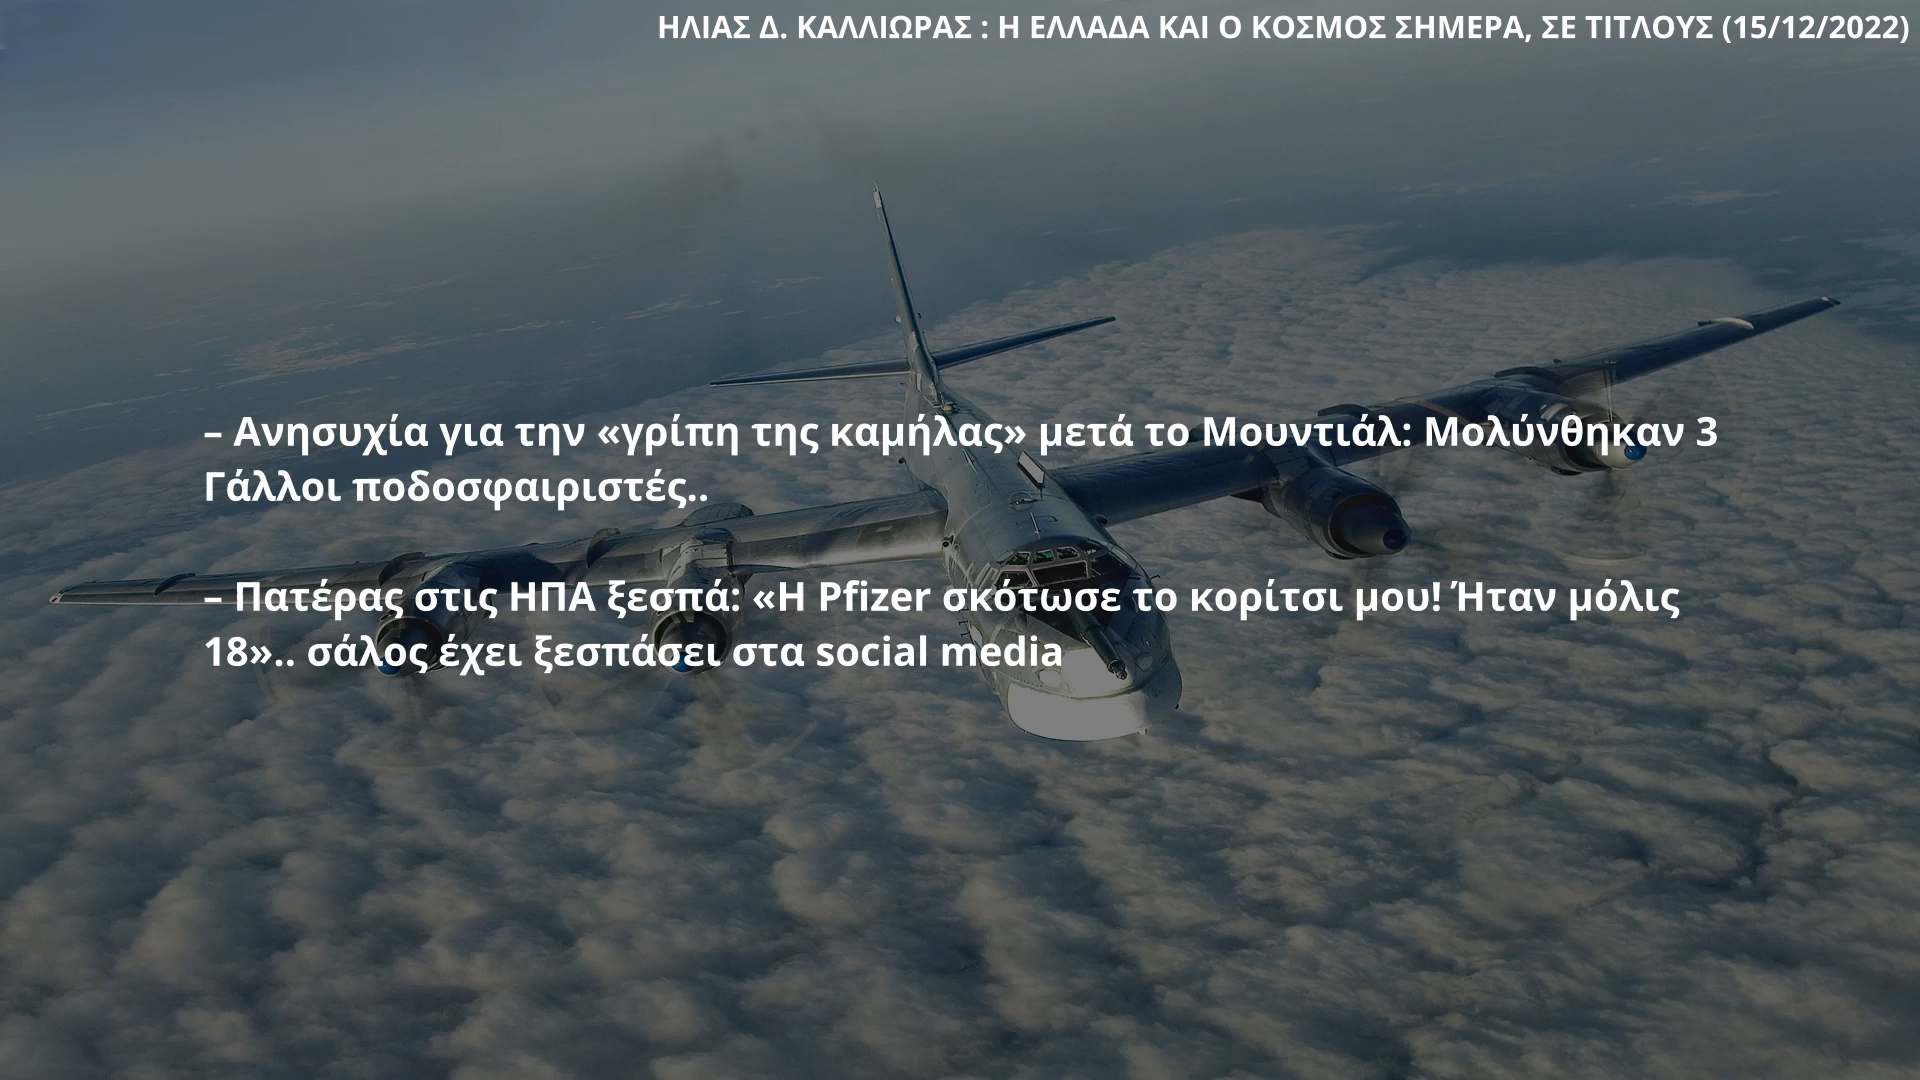 ΗΛΙΑΣ Δ. ΚΑΛΛΙΩΡΑΣ : Η ΕΛΛΑΔΑ ΚΑΙ Ο ΚΟΣΜΟΣ ΣΗΜΕΡΑ, ΣΕ ΤΙΤΛΟΥΣ (15/12/2022)
– Ανησυχία για την «γρίπη της καμήλας» μετά το Μουντιάλ: Μολύνθηκαν 3
Γάλλοι ποδοσφαιριστές..
– Πατέρας στις ΗΠΑ ξεσπά: «Η Pfizer σκότωσε το κορίτσι μου! Ήταν μόλις
18».. σάλος έχει ξεσπάσει στα social media